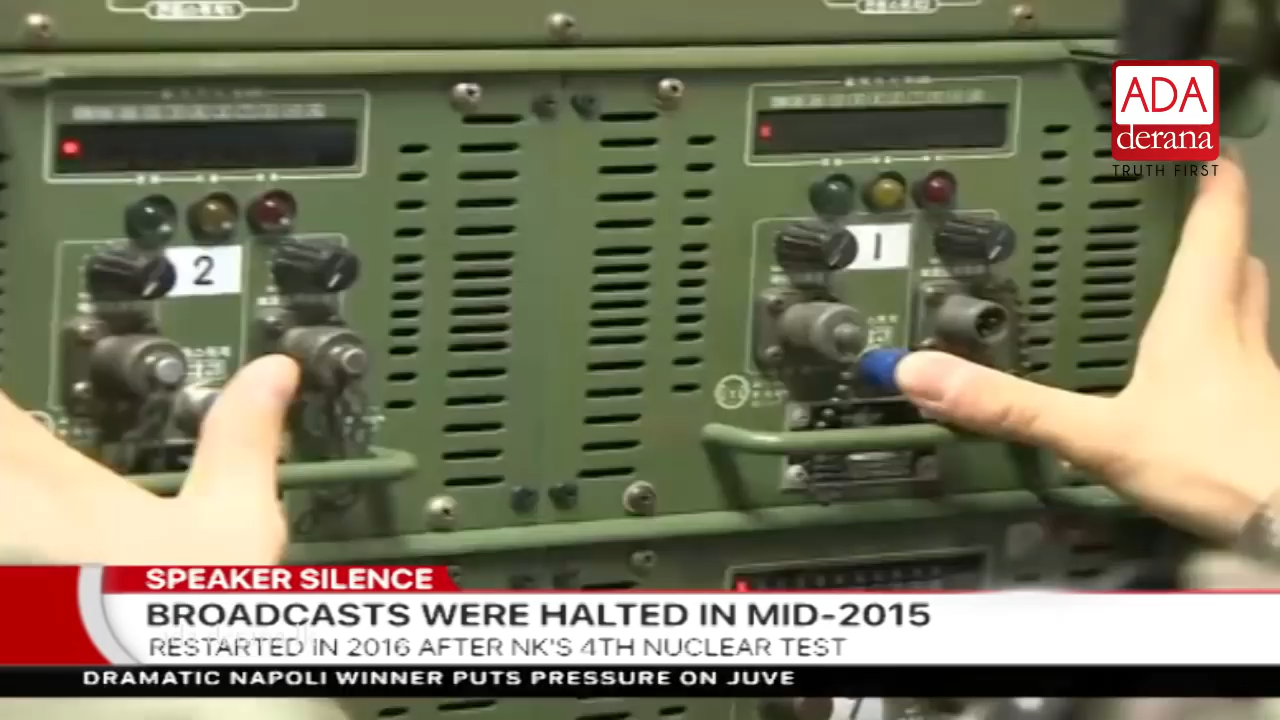 ADA
derana
TRUTH FIRST
2
1
SPEAKER SILENCE
BROADCASTS WERE HALTED IN MID-2015
RESTARTED IN 2016 AFTER NK'S 4TH NUCLEAR TEST
DRAMATIC NAPOLI WINNER PUTS PRESSURE ON JUVE